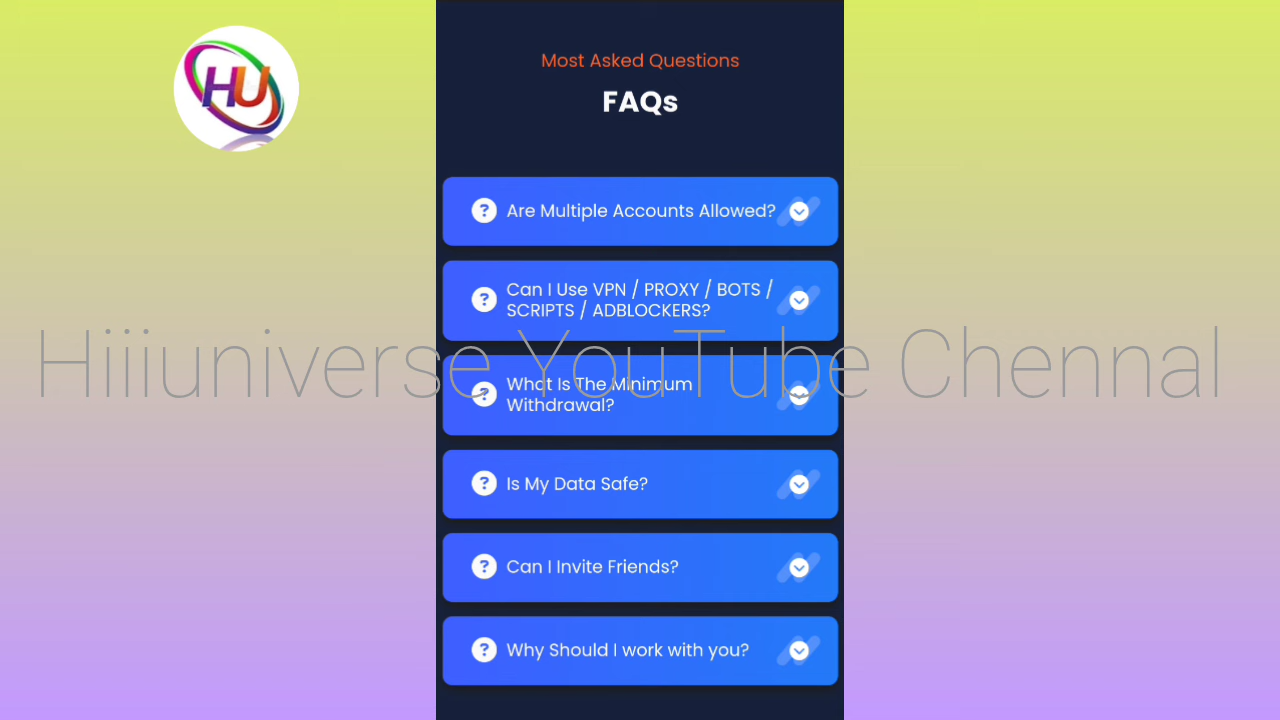 HU
Most Asked Questions
FAQs
? Are Multiple Accounts Allowed?
? Can I Use VPN / PROXY / BOTS /
SCRIPTS / ADBLOCKERS?
Hiiiuniverse YouTube Chennal
? What Is The Minimum
Withdrawal?
? Is My Data Safe?
? Can I Invite Friends?
? Why Should I work with you?